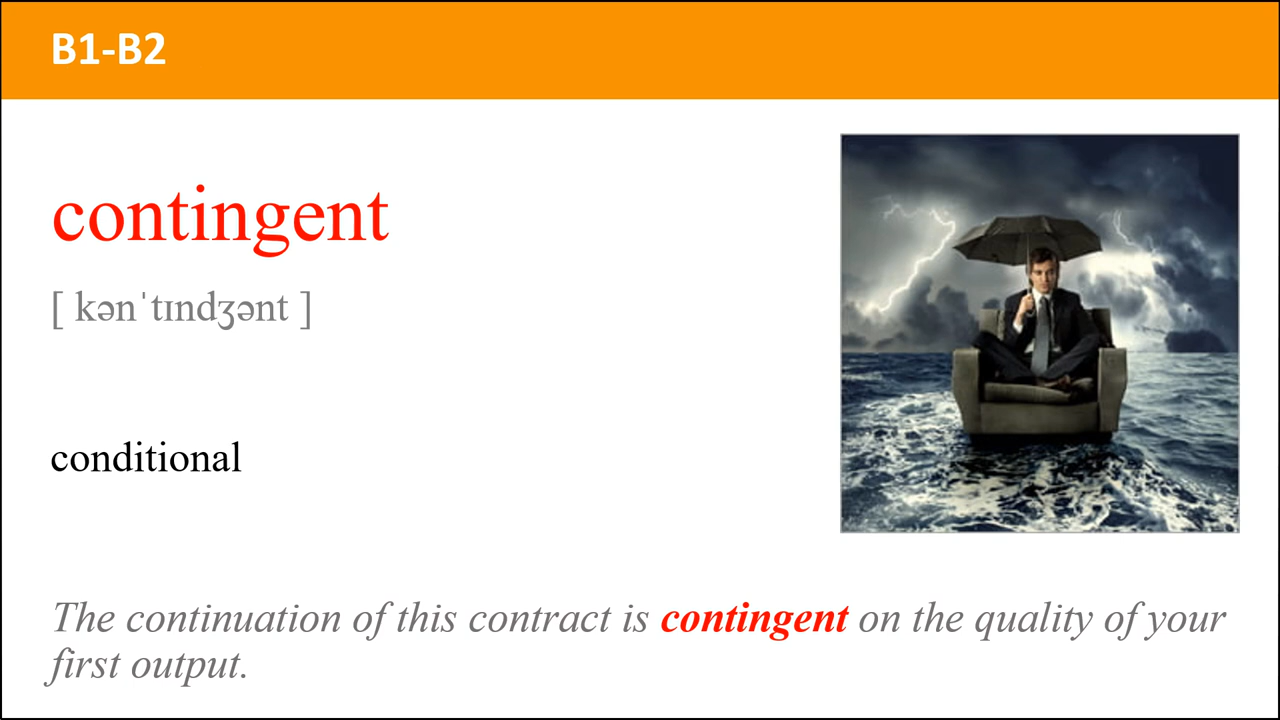 B1-B2
contingent
[ kənˈtɪndʒənt ]
conditional
The continuation of this contract is contingent on the quality of your
first output.